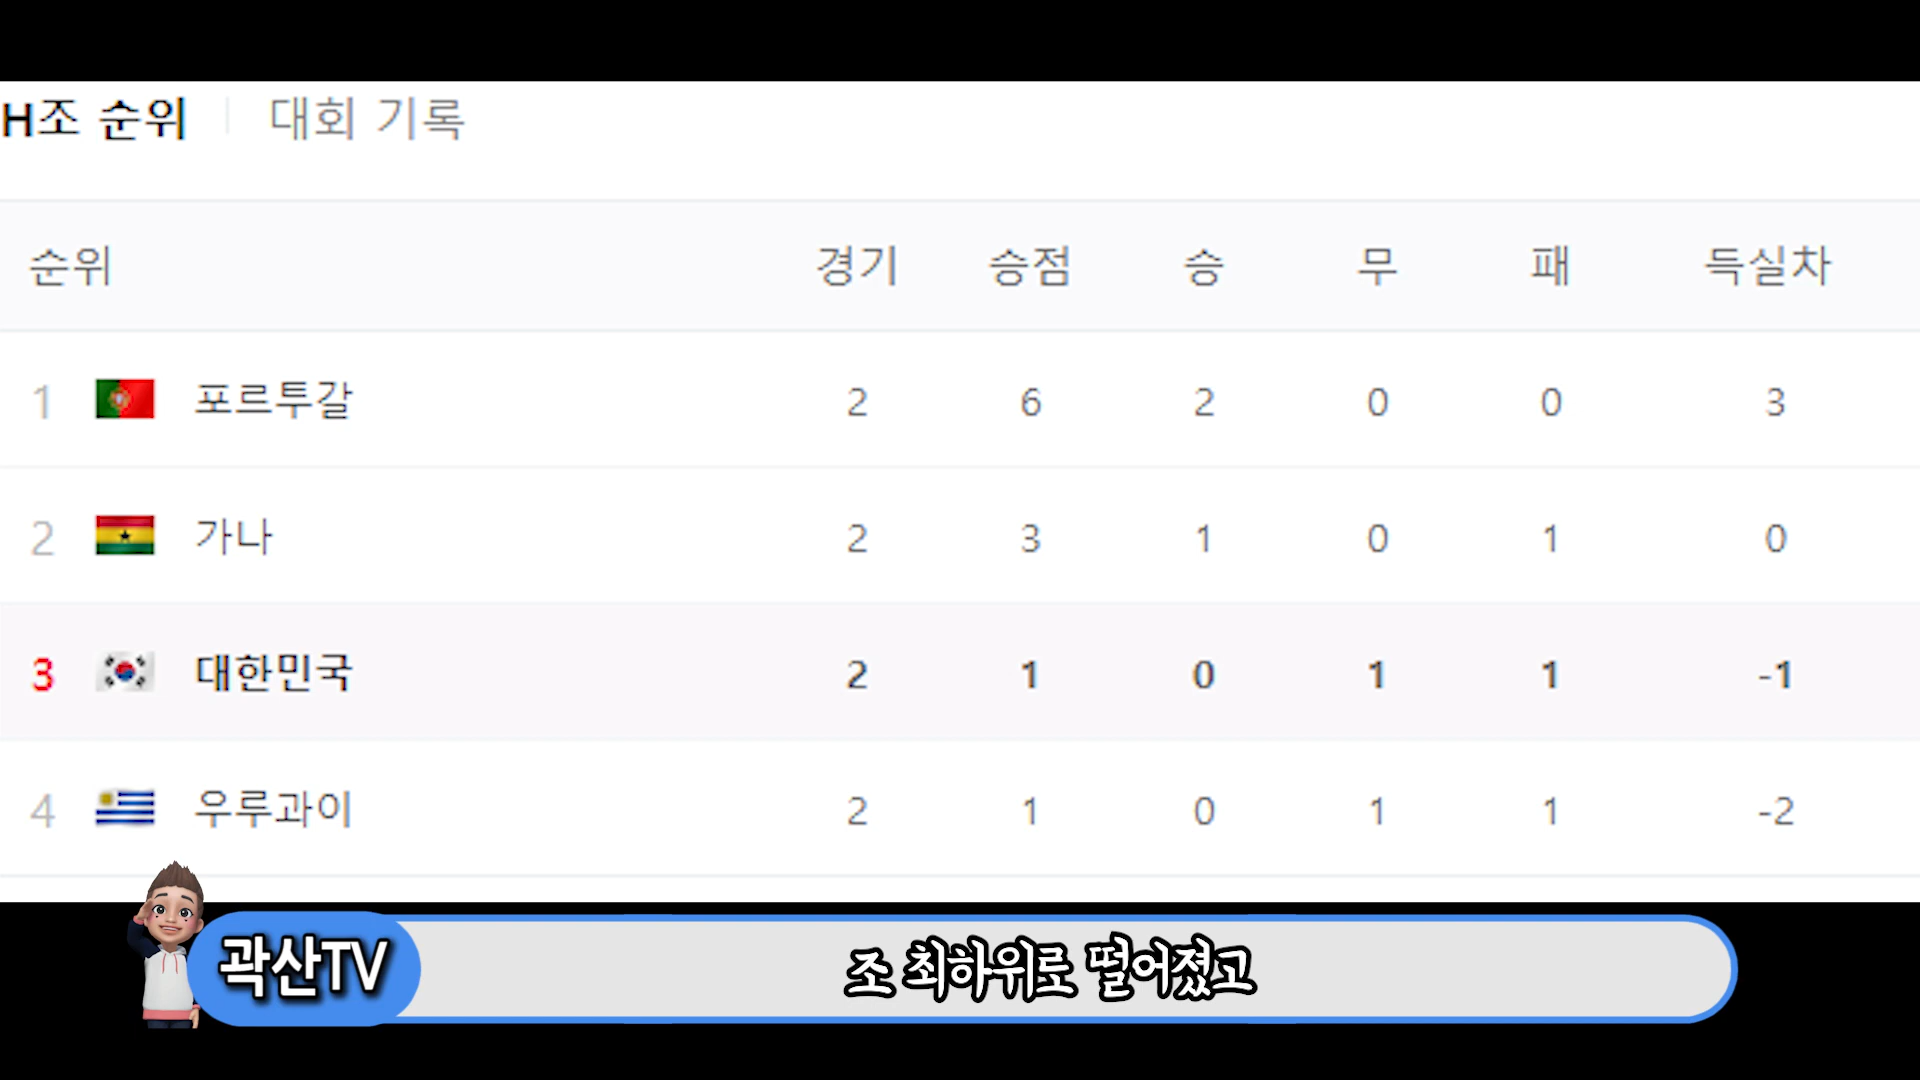 H조 순위 대회 기록
순위 경기 승점 승 무 패 득실차
1 포르투갈 2 6 2 0 0 3
2 가나 2 3 1 0 1 0
3 대한민국 2 1 0 1 1 -1
4 우루과이 2 1 0 1 1 -2
곽산TV 조 최하위로 떨어졌고